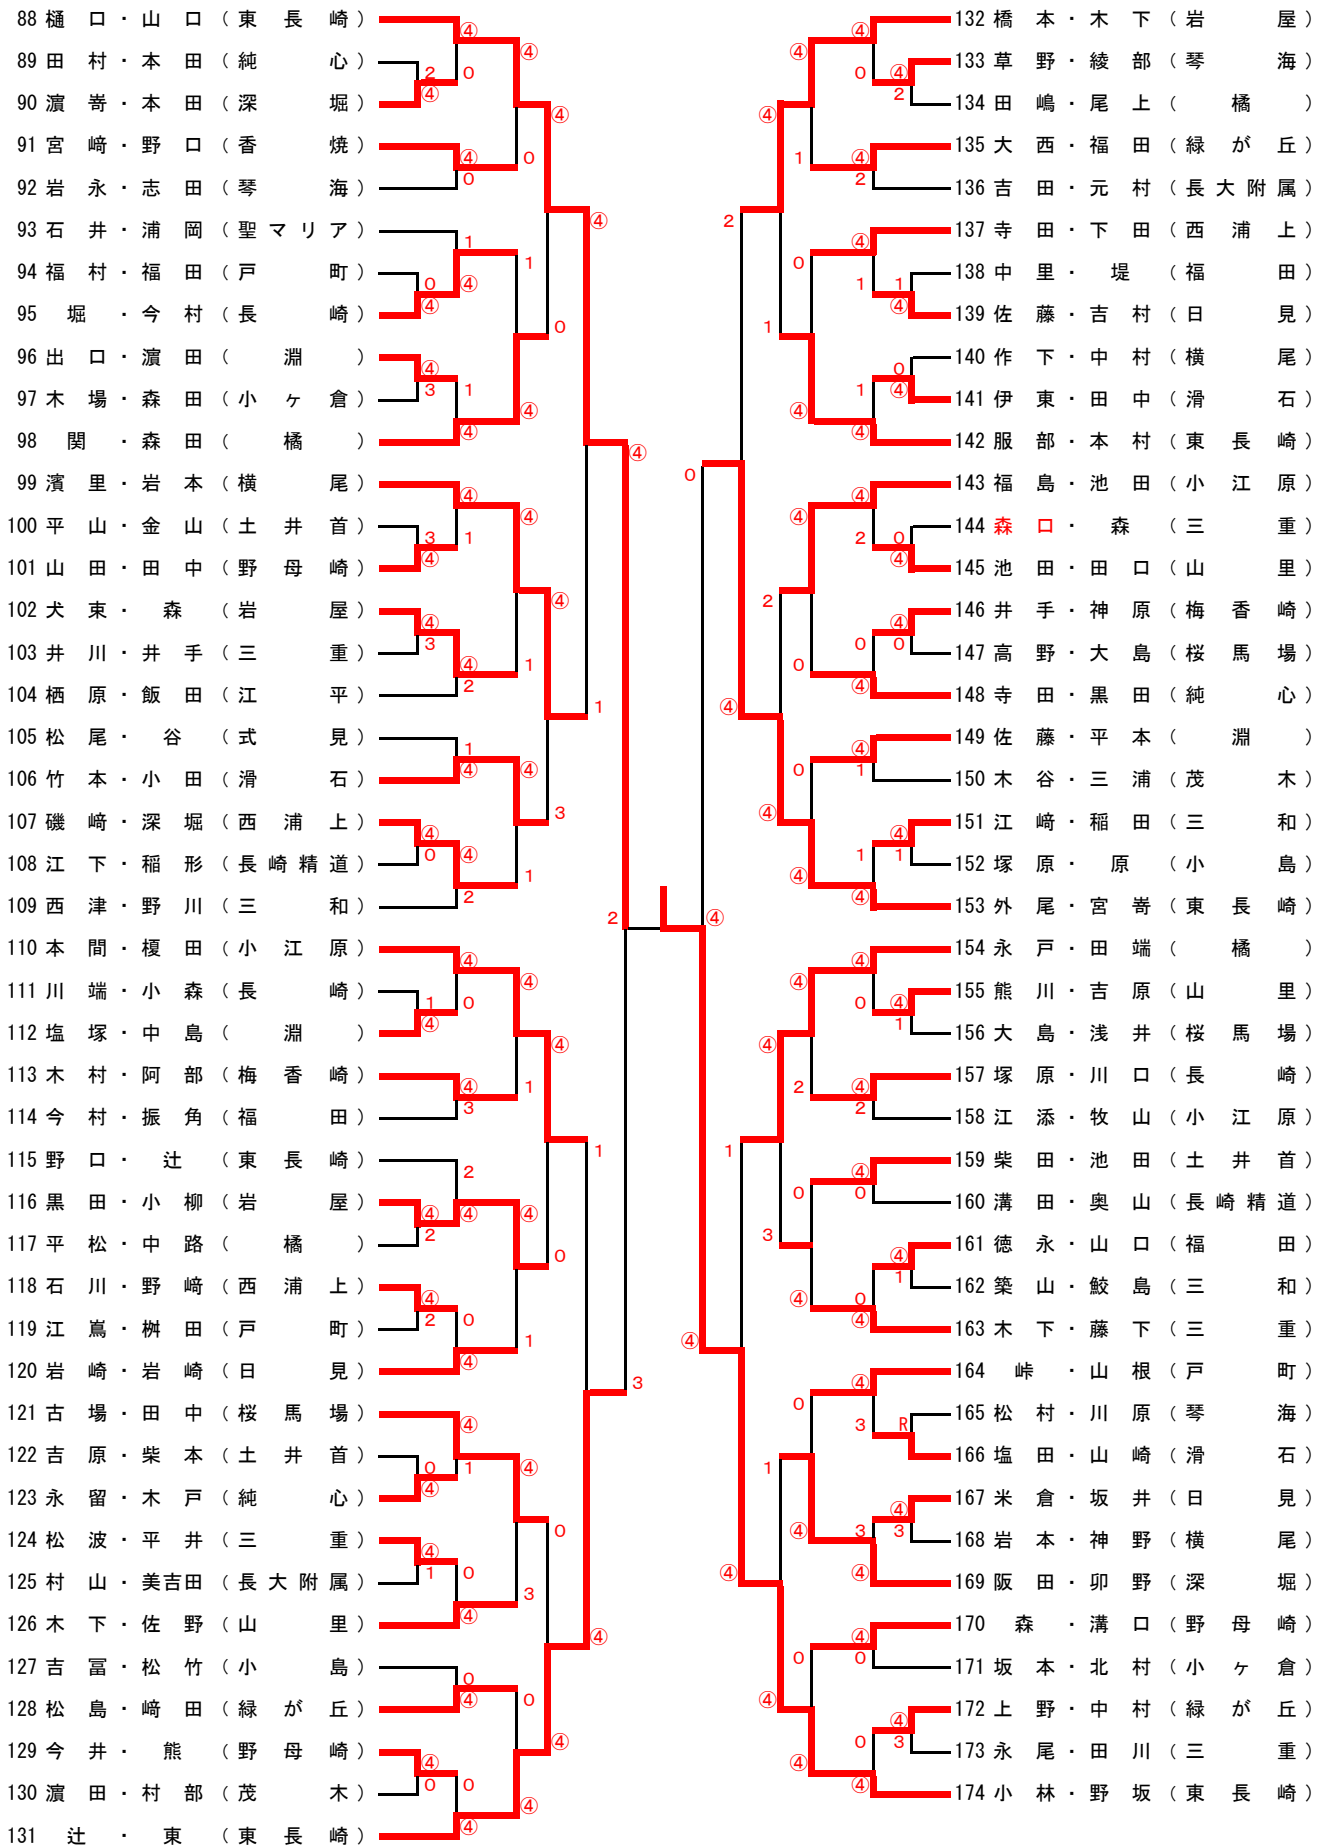 88 樋口・山口（東長崎）
89 田村・本田（純心）
90 濵嵜・本田（深堀）
91 宮﨑・野口（香焼）
92 岩永・志田（琴海）
93 石井・浦岡（聖マリア）
94 福村・福田（戸町）
95 堀・今村（長崎）
96 出口・濵田（淵）
97 木場・森田（小ヶ倉）
98 関・森田（橘）
99 濱里・岩本（横尾）
100 平山・金山（土井首）
101 山田・田中（野母崎）
102 犬東・森（岩屋）
103 井川・井手（三重）
104 栖原・飯田（江平）
105 松尾・谷（式見）
106 竹本・小田（滑石）
107 磯﨑・深堀（西浦上）
108 江下・稲形（長崎精道）
109 西津・野川（三和）
110 本間・榎田（小江原）
111 川端・小森（長崎）
112 塩塚・中島（淵）
113 木村・阿部（梅香崎）
114 今村・振角（福田）
115 野口・辻（東長崎）
116 黒田・小柳（岩屋）
117 平松・中路（橘）
118 石川・野﨑（西浦上）
119 江嶌・桝田（戸町）
120 岩崎・岩崎（日見）
121 古場・田中（桜馬場）
122 吉原・柴本（土井首）
123 永留・木戸（純心）
124 松波・平井（三重）
125 村山・美吉田（長大附属）
126 木下・佐野（山里）
127 吉冨・松竹（小島）
128 松島・﨑田（緑が丘）
129 今井・熊（野母崎）
130 濵田・村部（茂木）
131 辻・東（東長崎）
132 橋本・木下（岩屋）
133 草野・綾部（琴海）
134 田嶋・尾上（橘）
135 大西・福田（緑が丘）
136 吉田・元村（長大附属）
137 寺田・下田（西浦上）
138 中里・堤（福田）
139 佐藤・吉村（日見）
140 作下・中村（横尾）
141 伊東・田中（滑石）
142 服部・本村（東長崎）
143 福島・池田（小江原）
144 森口・森（三重）
145 池田・田口（山里）
146 井手・神原（梅香崎）
147 高野・大島（桜馬場）
148 寺田・黒田（純心）
149 佐藤・平本（淵）
150 木谷・三浦（茂木）
151 江﨑・稲田（三和）
152 塚原・原（小島）
153 外尾・宮嵜（東長崎）
154 永戸・田端（橘）
155 熊川・吉原（山里）
156 大島・浅井（桜馬場）
157 塚原・川口（長崎）
158 江添・牧山（小江原）
159 柴田・池田（土井首）
160 溝田・奥山（長崎精道）
161 徳永・山口（福田）
162 築山・鮫島（三和）
163 木下・藤下（三重）
164 峠・山根（戸町）
165 松村・川原（琴海）
166 塩田・山崎（滑石）
167 米倉・坂井（日見）
168 岩本・神野（横尾）
169 阪田・卯野（深堀）
170 森・溝口（野母崎）
171 坂本・北村（小ヶ倉）
172 上野・中村（緑が丘）
173 永尾・田川（三重）
174 小林・野坂（東長崎）